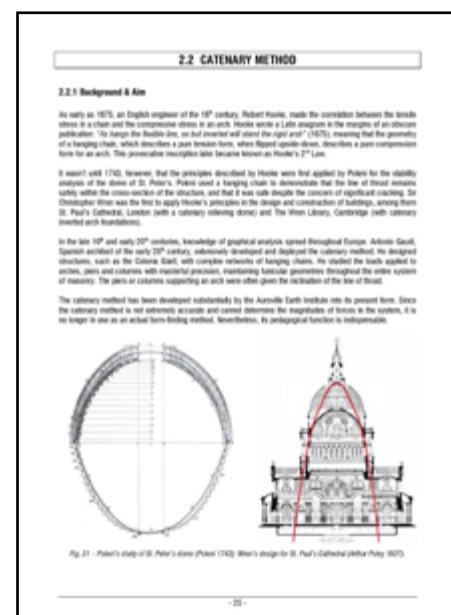 2.2 CATENARY METHOD
2.2.1 Background & Aim
As early as 1675, an English engineer of the 16th century, Robert Hooke, made the correlation between the tensile
stress in a chain and the compressive stress in an arch. Hooke wrote a Latin anagram in the margins of an obscure
publication: "As hangs the flexible line, so but inverted will stand the rigid arch" (1675), meaning that the geometry
of a hanging chain, which describes a pure tension form, when flipped upside-down, describes a pure compression
form for an arch. This provocative inscription later became known as Hooke's 2nd Law.
It wasn't until 1743, however, that the principles described by Hooke were first applied by Poleni for the stability
analysis of the dome of St. Peter's. Poleni used a hanging chain to demonstrate that the line of thrust remains
safely within the cross-section of the structure, and that it was safe despite the concern of significant cracking. Sir
Christopher Wren was the first to apply Hooke's principles in the design and construction of buildings, among them
St. Paul's Cathedral, London (with a catenary relieving dome) and The Wren Library, Cambridge (with catenary
inverted arch foundations).
In the late 19th and early 20th centuries, knowledge of graphical analysis spread throughout Europe. Antonio Gaudi,
Spanish architect of the early 20th century, extensively developed and deployed the catenary method. He designed
structures, such as the Colonia Güell, with complex networks of hanging chains. He studied the loads applied to
arches, piers and columns with masterful precision, maintaining funicular geometries throughout the entire system
of masonry. The piers or columns supporting an arch were often given the inclination of the line of thrust.
The catenary method has been developed substantially by the Auroville Earth Institute into its present form. Since
the catenary method is not extremely accurate and cannot determine the magnitudes of forces in the system, it is
no longer in use as an actual form-finding method. Nevertheless, its pedagogical function is indispensable.
Fig. 21 – Poleni's study of St. Peter's dome (Poleni 1743); Wren's design for St. Paul's Cathedral (Arthur Poley 1927).
- 23 -